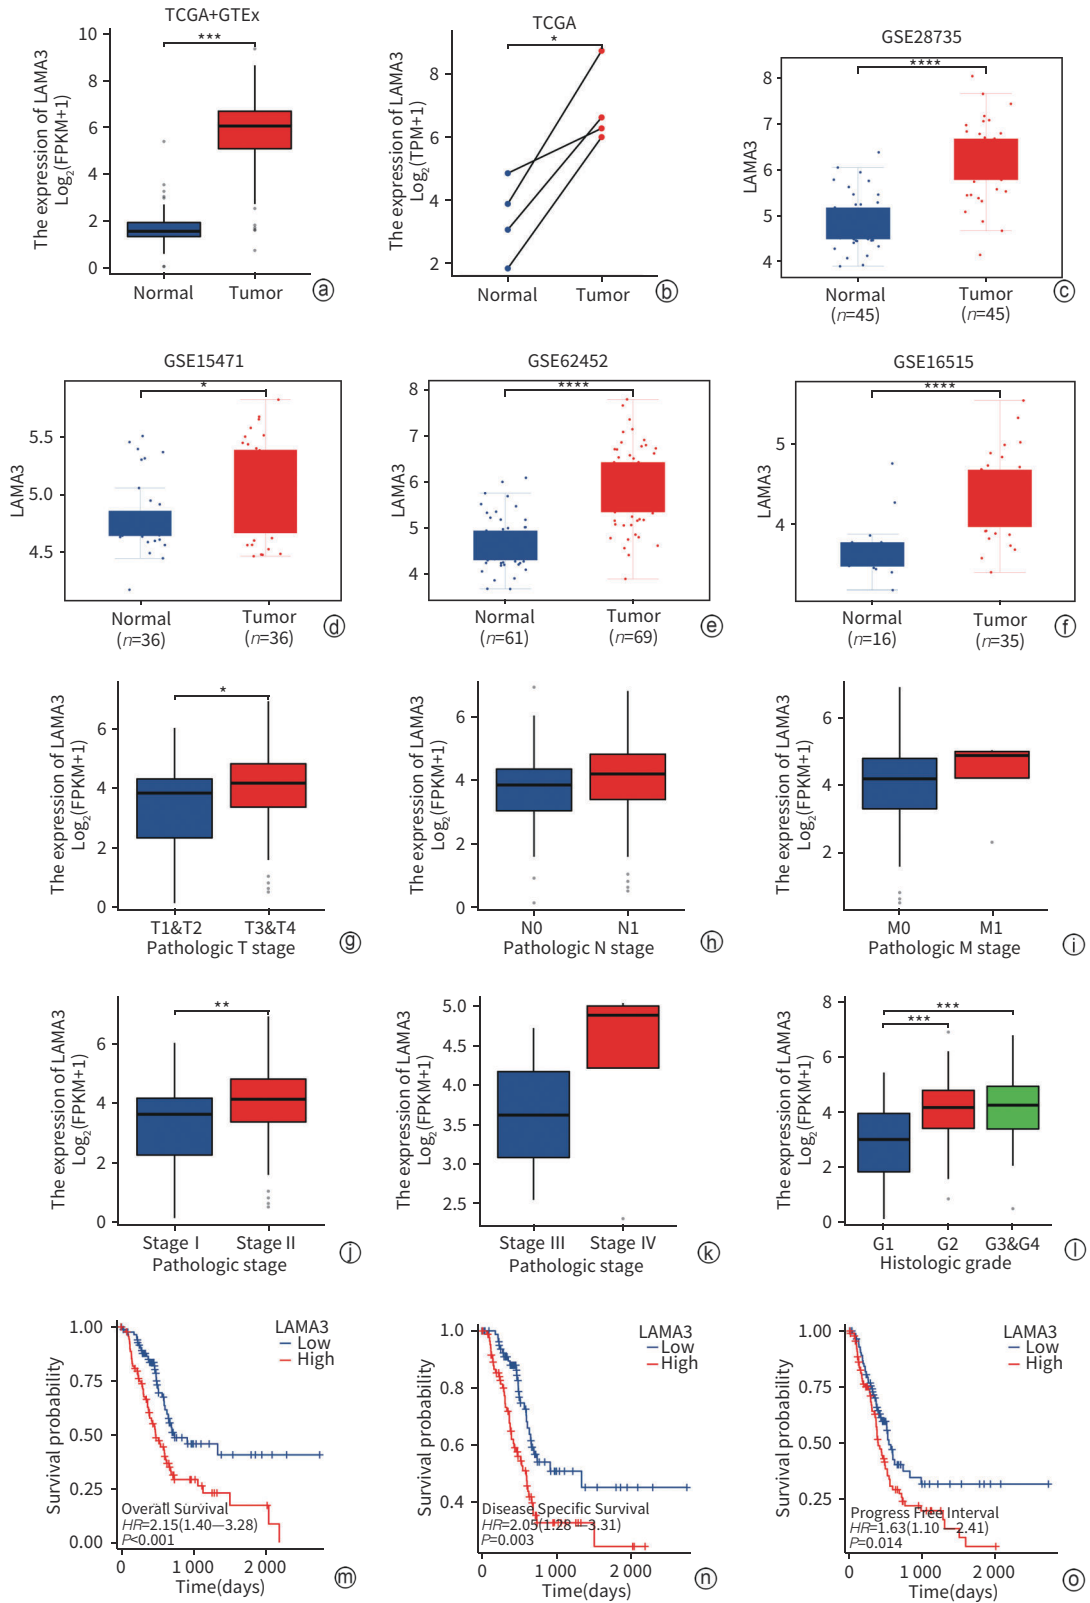 TCGA+GTEx
***
The expression of LAMA3
Log2(FPKM+1)
10
8
6
4
2
0
Normal
Tumor
ⓐ
TCGA
*
The expression of LAMA3
Log2(TPM+1)
8
6
4
2
Normal
Tumor
ⓑ
GSE28735
****
LAMA3
8
7
6
5
4
Normal
(n=45)
Tumor
(n=45)
ⓒ
GSE15471
*
LAMA3
5.5
5.0
4.5
Normal
(n=36)
Tumor
(n=36)
ⓓ
GSE62452
****
LAMA3
8
7
6
5
4
Normal
(n=61)
Tumor
(n=69)
ⓔ
GSE16515
****
LAMA3
5
4
Normal
(n=16)
Tumor
(n=35)
ⓕ
*
The expression of LAMA3
Log2(FPKM+1)
6
4
2
0
T1&T2
T3&T4
Pathologic T stage
ⓖ
The expression of LAMA3
Log2(FPKM+1)
6
4
2
0
N0
N1
Pathologic N stage
ⓗ
The expression of LAMA3
Log2(FPKM+1)
6
4
2
M0
M1
Pathologic M stage
ⓘ
**
The expression of LAMA3
Log2(FPKM+1)
6
4
2
0
Stage I
Stage II
Pathologic stage
ⓙ
The expression of LAMA3
Log2(FPKM+1)
5.0
4.5
4.0
3.5
3.0
2.5
Stage III
Stage IV
Pathologic stage
ⓚ
***
***
The expression of LAMA3
Log2(FPKM+1)
8
6
4
2
0
G1
G2
G3&G4
Histologic grade
ⓛ
Survival probability
1.00
0.75
0.50
0.25
0.00
LAMA3
Low
High
Overall Survival
HR=2.15(1.40—3.28)
P<0.001
0
1 000
2 000
Time(days)
ⓜ
Survival probability
1.0
0.8
0.6
0.4
LAMA3
Low
High
Disease Specific Survival
HR=2.05(1.28—3.31)
P=0.003
0
1 000
2 000
Time(days)
ⓝ
Survival probability
1.00
0.75
0.50
0.25
LAMA3
Low
High
Progress Free Interval
HR=1.63(1.10—2.41)
P=0.014
0
1 000
2 000
Time(days)
ⓞ